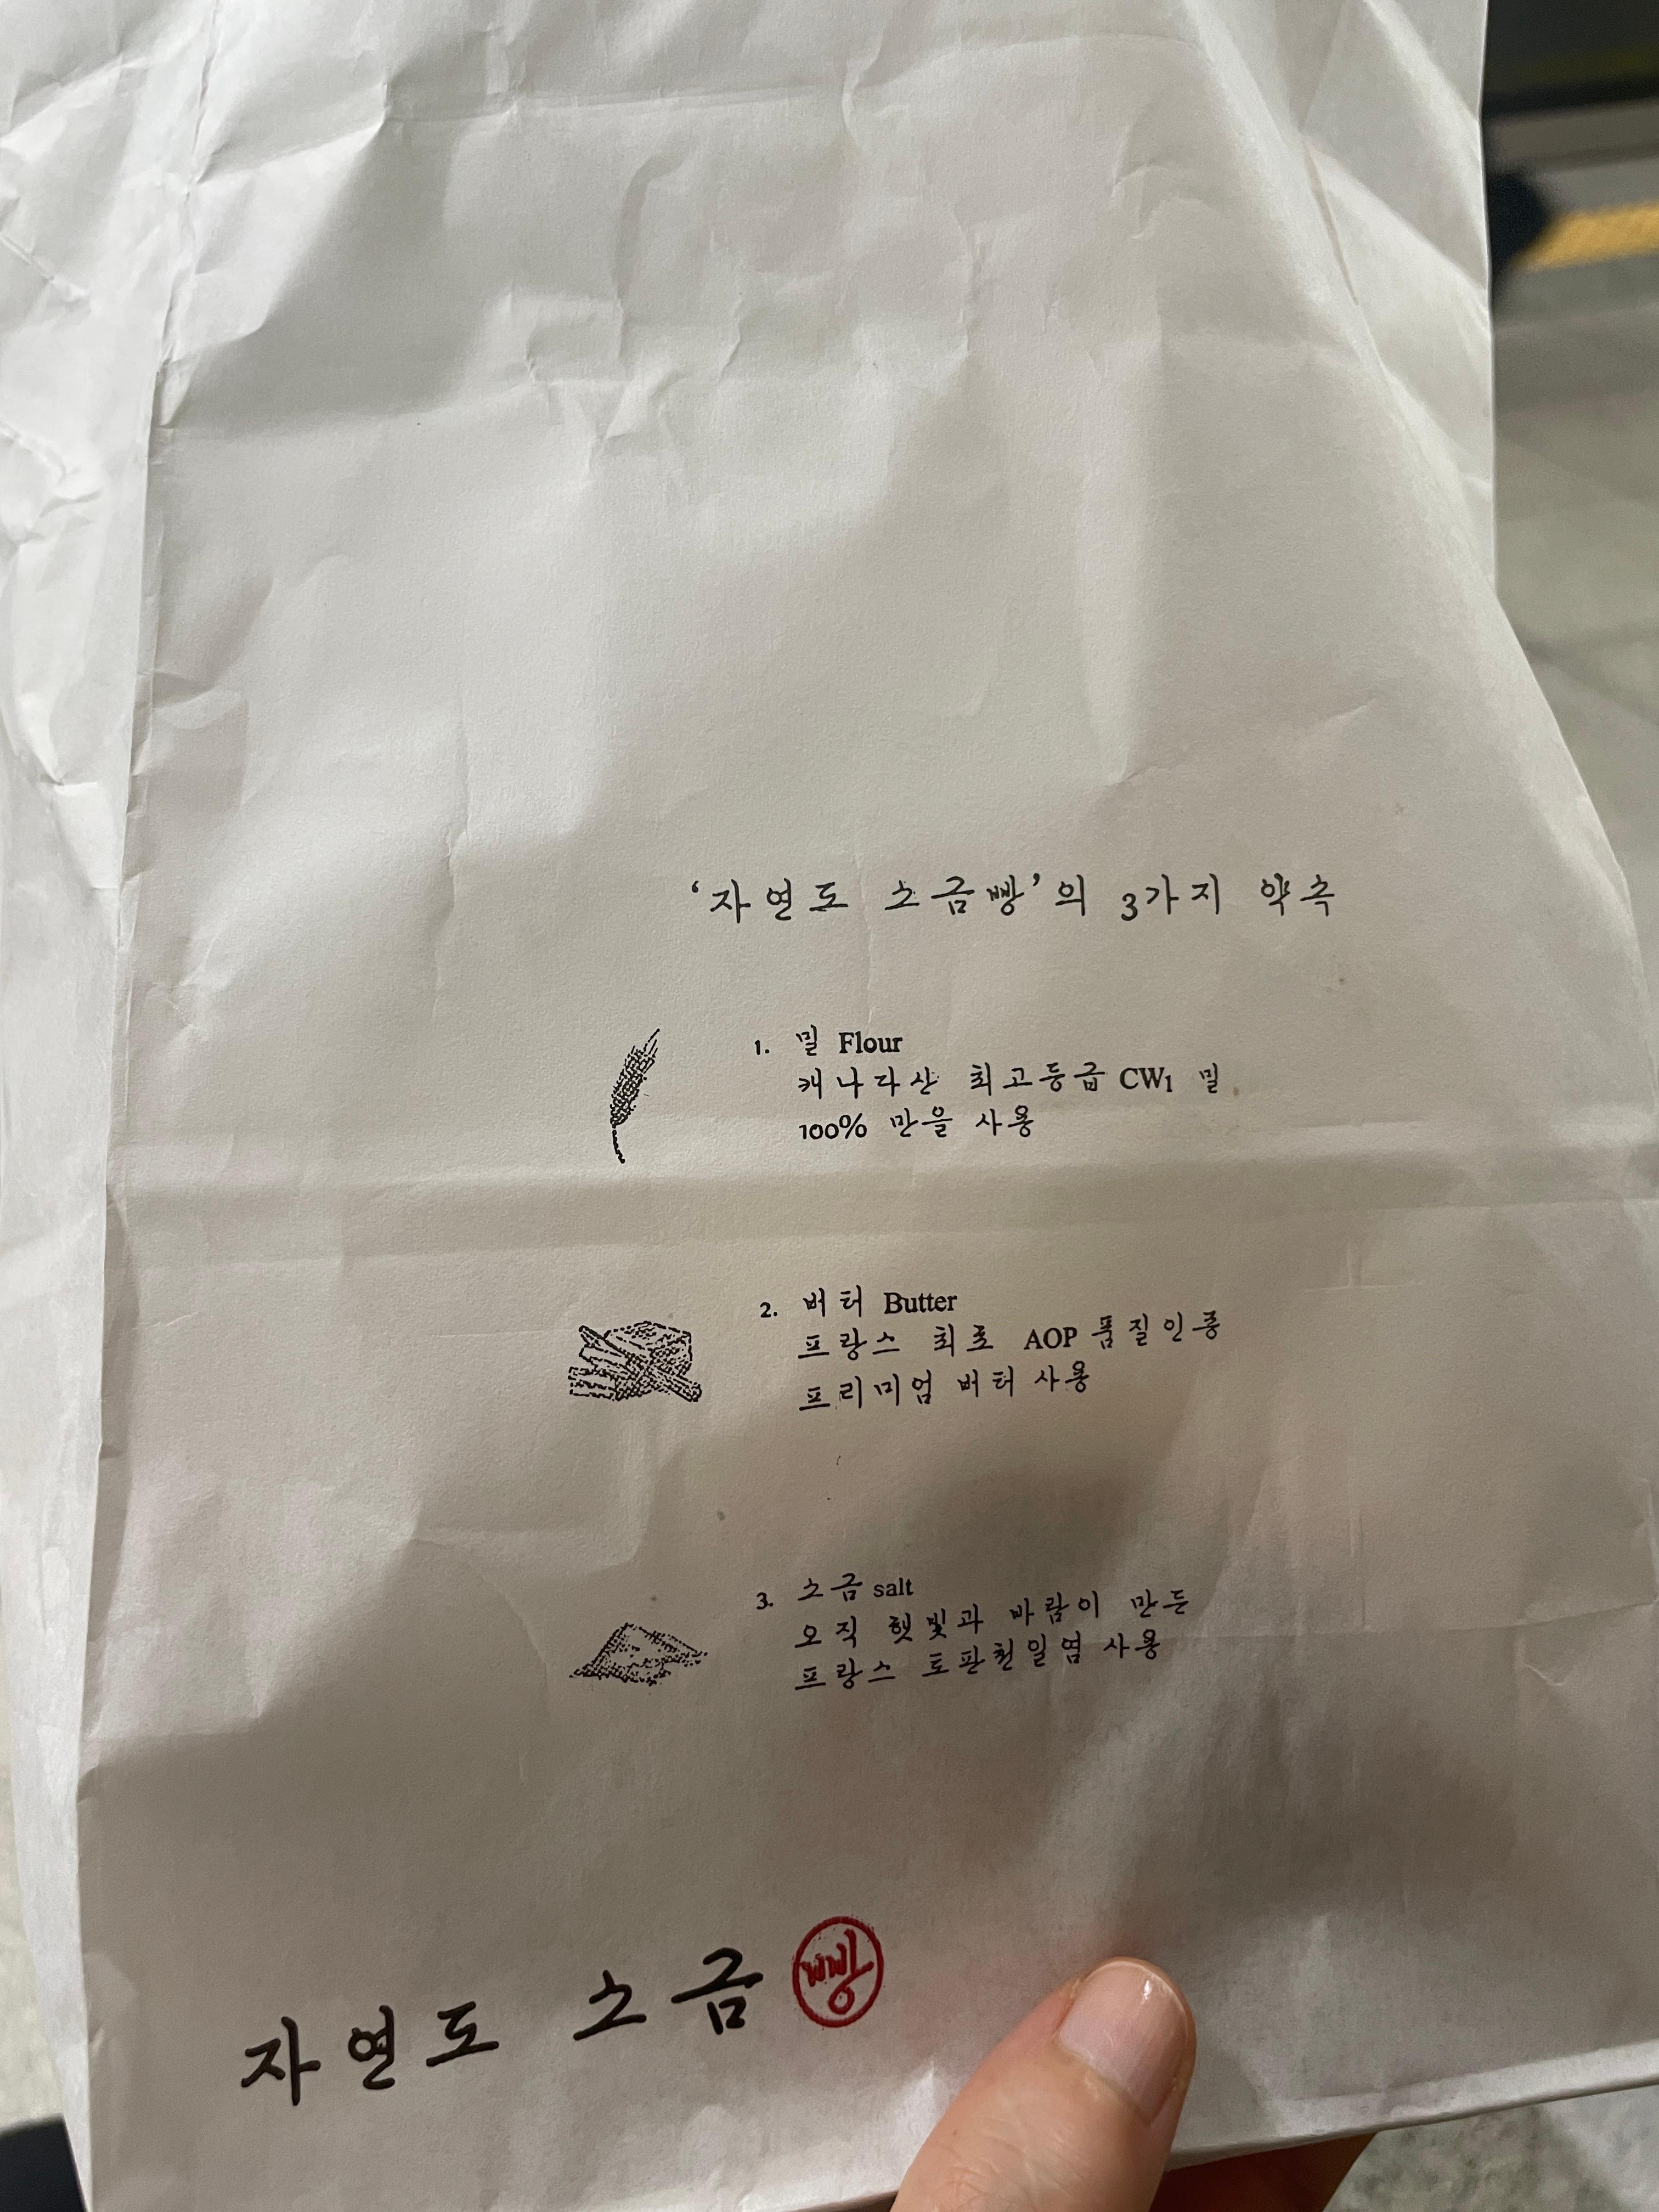 ‘자연도 소금빵’의 3가지 약속
1. 밀 Flour
캐나다산 최고등급 CW1 밀
100% 만을 사용
2. 버터 Butter
프랑스 최초 AOP 품질인증
프리미엄 버터 사용
3. 소금 salt
오직 햇빛과 바람이 만든
프랑스 토판천일염 사용
자연도 소금빵